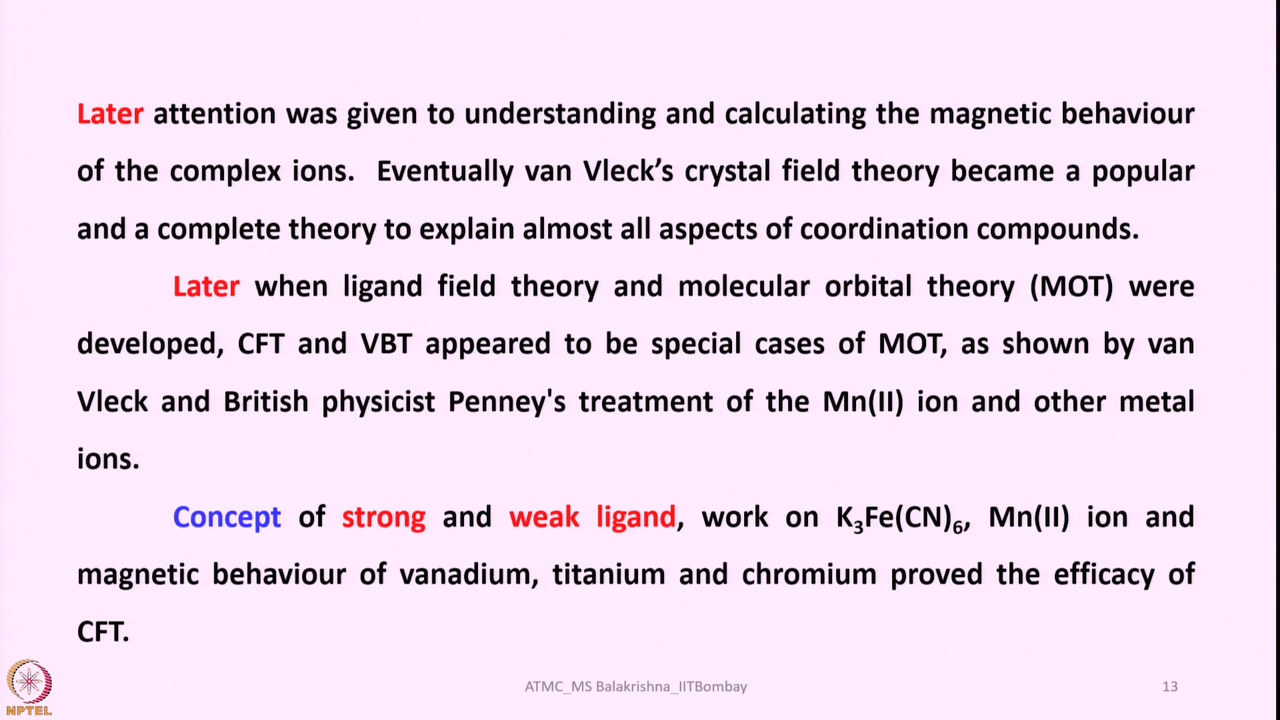 Later attention was given to understanding and calculating the magnetic behaviour
of the complex ions. Eventually van Vleck’s crystal field theory became a popular
and a complete theory to explain almost all aspects of coordination compounds.
Later when ligand field theory and molecular orbital theory (MOT) were
developed, CFT and VBT appeared to be special cases of MOT, as shown by van
Vleck and British physicist Penney's treatment of the Mn(II) ion and other metal
ions.
Concept of strong and weak ligand, work on K₃Fe(CN)₆, Mn(II) ion and
magnetic behaviour of vanadium, titanium and chromium proved the efficacy of
CFT.
NPTEL
ATMC_MS Balakrishna_IITBombay
13